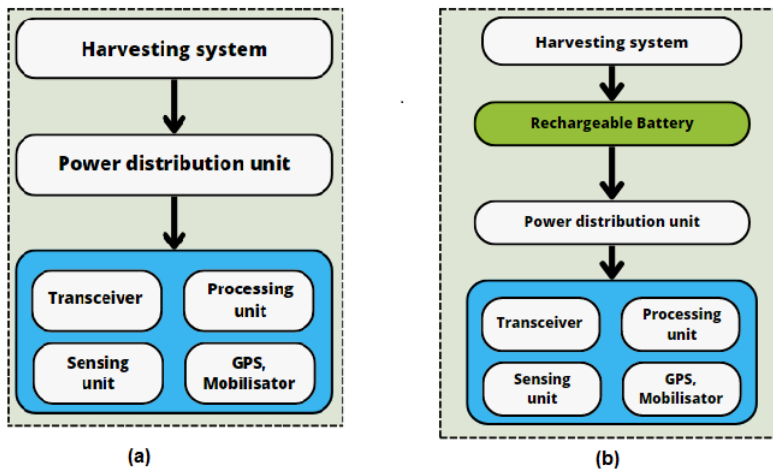 Harvesting system
Power distribution unit
Transceiver
Processing
unit
Sensing
unit
GPS,
Mobilisator
(a)
Harvesting system
Rechargeable Battery
Power distribution unit
Transceiver
Processing
unit
Sensing
unit
GPS,
Mobilisator
(b)